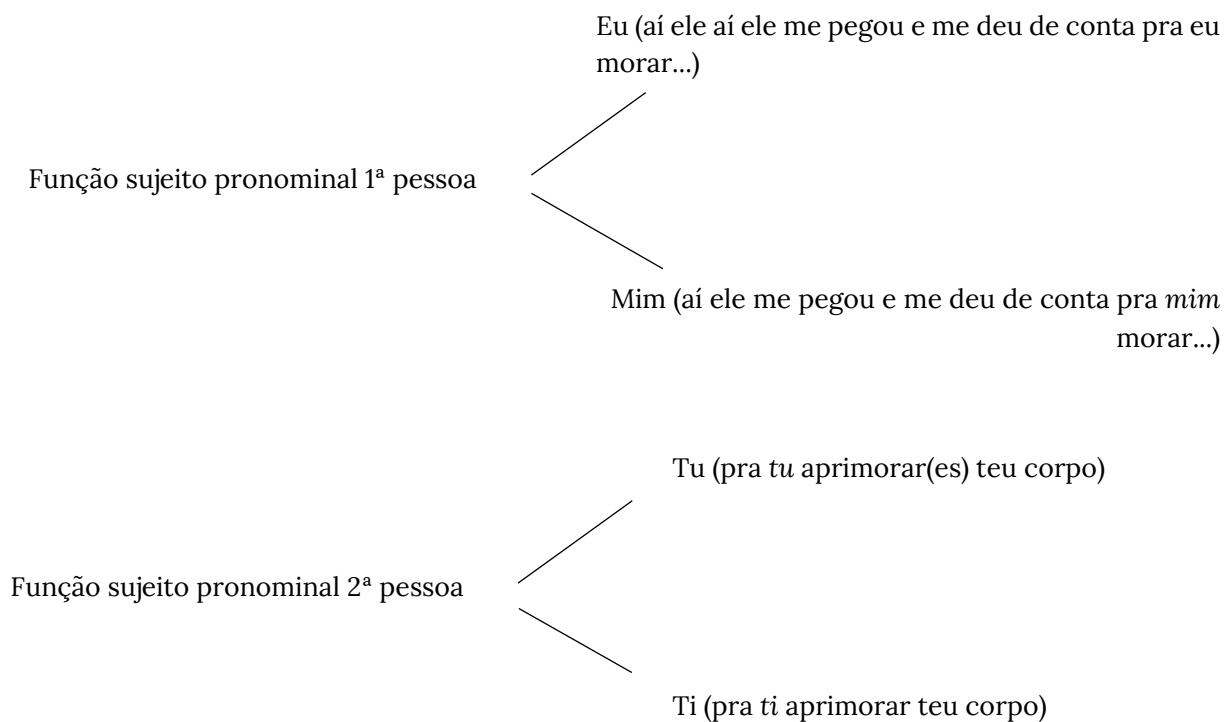 Eu (aí ele aí ele me pegou e me deu de conta pra eu
morar...)
Função sujeito pronominal 1ª pessoa
Mim (aí ele me pegou e me deu de conta pra mim
morar...)
Tu (pra tu aprimorar(es) teu corpo)
Função sujeito pronominal 2ª pessoa
Ti (pra ti aprimorar teu corpo)